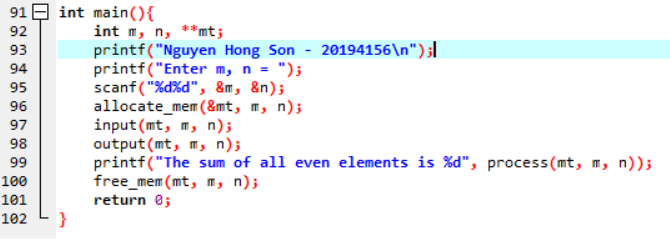 91 int main(){
92 int m, n, **mt;
93 printf("Nguyen Hong Son - 20194156\n");
94 printf("Enter m, n = ");
95 scanf("%d%d", &m, &n);
96 allocate_mem(&mt, m, n);
97 input(mt, m, n);
98 output(mt, m, n);
99 printf("The sum of all even elements is %d", process(mt, m, n));
100 free_mem(mt, m, n);
101 return 0;
102 }